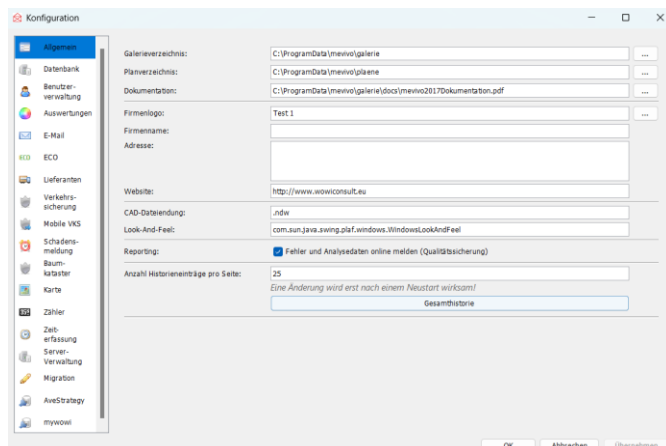 Konfiguration
Allgemein
Datenbank
Benutzer-
verwaltung
Auswertungen
E-Mail
ECO
ECO
Lieferanten
Verkehrs-
sicherung
Mobile VKS
Schadens-
meldung
Baum-
kataster
Karte
Zähler
Zeit-
erfassung
Server-
Verwaltung
Migration
AveStrategy
mywowi
Galerieverzeichnis: C:\ProgramData\mevivo\galerie ...
Planverzeichnis: C:\ProgramData\mevivo\plaene ...
Dokumentation: C:\ProgramData\mevivo\galerie\docs\mevivo2017Dokumentation.pdf ...
Firmenlogo: Test 1 ...
Firmenname:
Adresse:
Website: http://www.wowiconsult.eu
CAD-Dateiendung: .ndw
Look-And-Feel: com.sun.java.swing.plaf.windows.WindowsLookAndFeel
Reporting: Fehler und Analysedaten online melden (Qualitätssicherung)
Anzahl Historieneinträge pro Seite: 25
Eine Änderung wird erst nach einem Neustart wirksam!
Gesamthistorie
OK Abbrechen Übernehmen